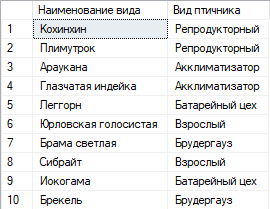 Наименование вида Вид птичника
1 Кохинхин Репродукторный
2 Плимутрок Репродукторный
3 Араукана Акклиматизатор
4 Глазчатая индейка Акклиматизатор
5 Леггорн Батарейный цех
6 Юрловская голосистая Взрослый
7 Брама светлая Брудергауз
8 Сибрайт Взрослый
9 Иокогама Батарейный цех
10 Брекель Брудергауз